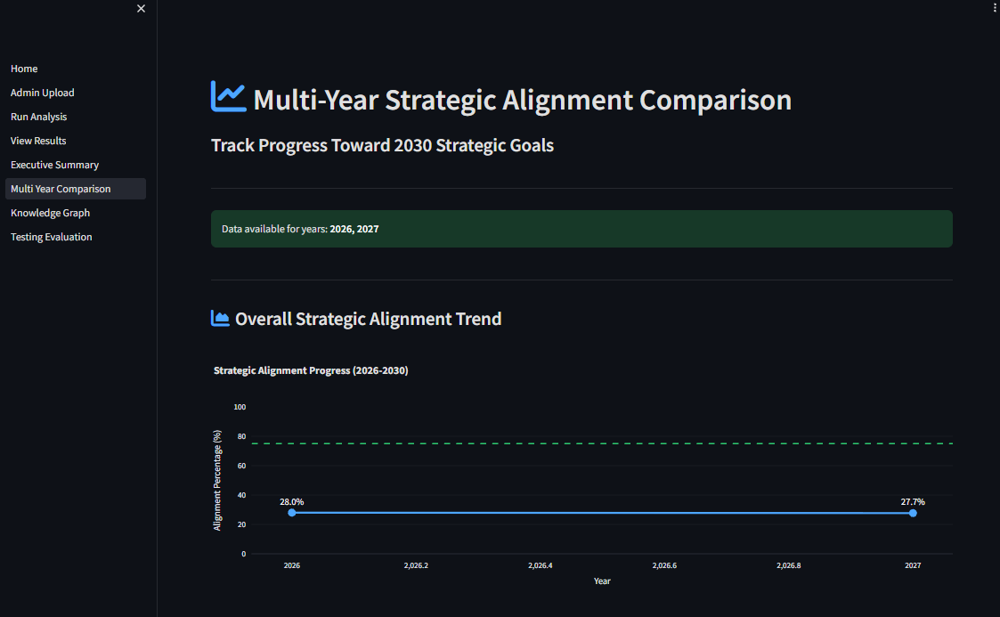 Home
Admin Upload
Run Analysis
View Results
Executive Summary
Multi Year Comparison
Knowledge Graph
Testing Evaluation
Multi-Year Strategic Alignment Comparison
Track Progress Toward 2030 Strategic Goals
Data available for years: 2026, 2027
Overall Strategic Alignment Trend
Strategic Alignment Progress (2026-2030)
Alignment Percentage (%)
100
80
60
40
20
0
28.0%
27.7%
2026
2,026.2
2,026.4
2,026.6
2,026.8
2027
Year